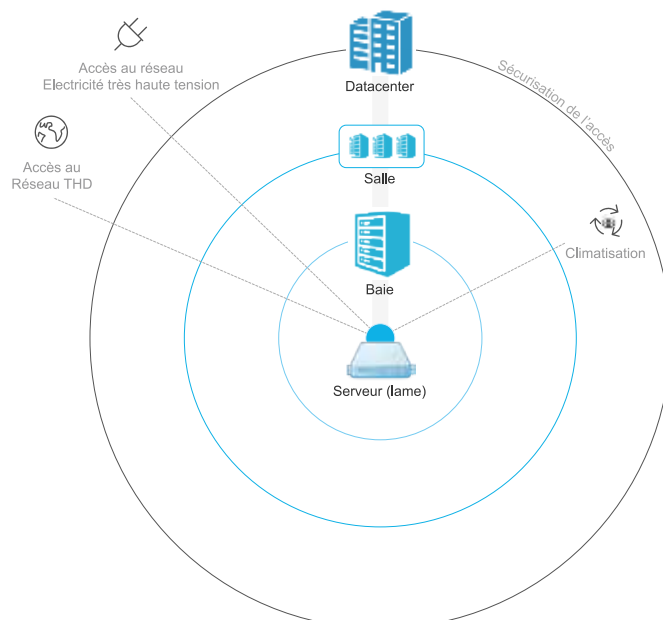 Accès au réseau
Electricité très haute tension
Datacenter
Sécurisation de l'accès
Accès au
Réseau THD
Salle
Climatisation
Baie
Serveur (lame)